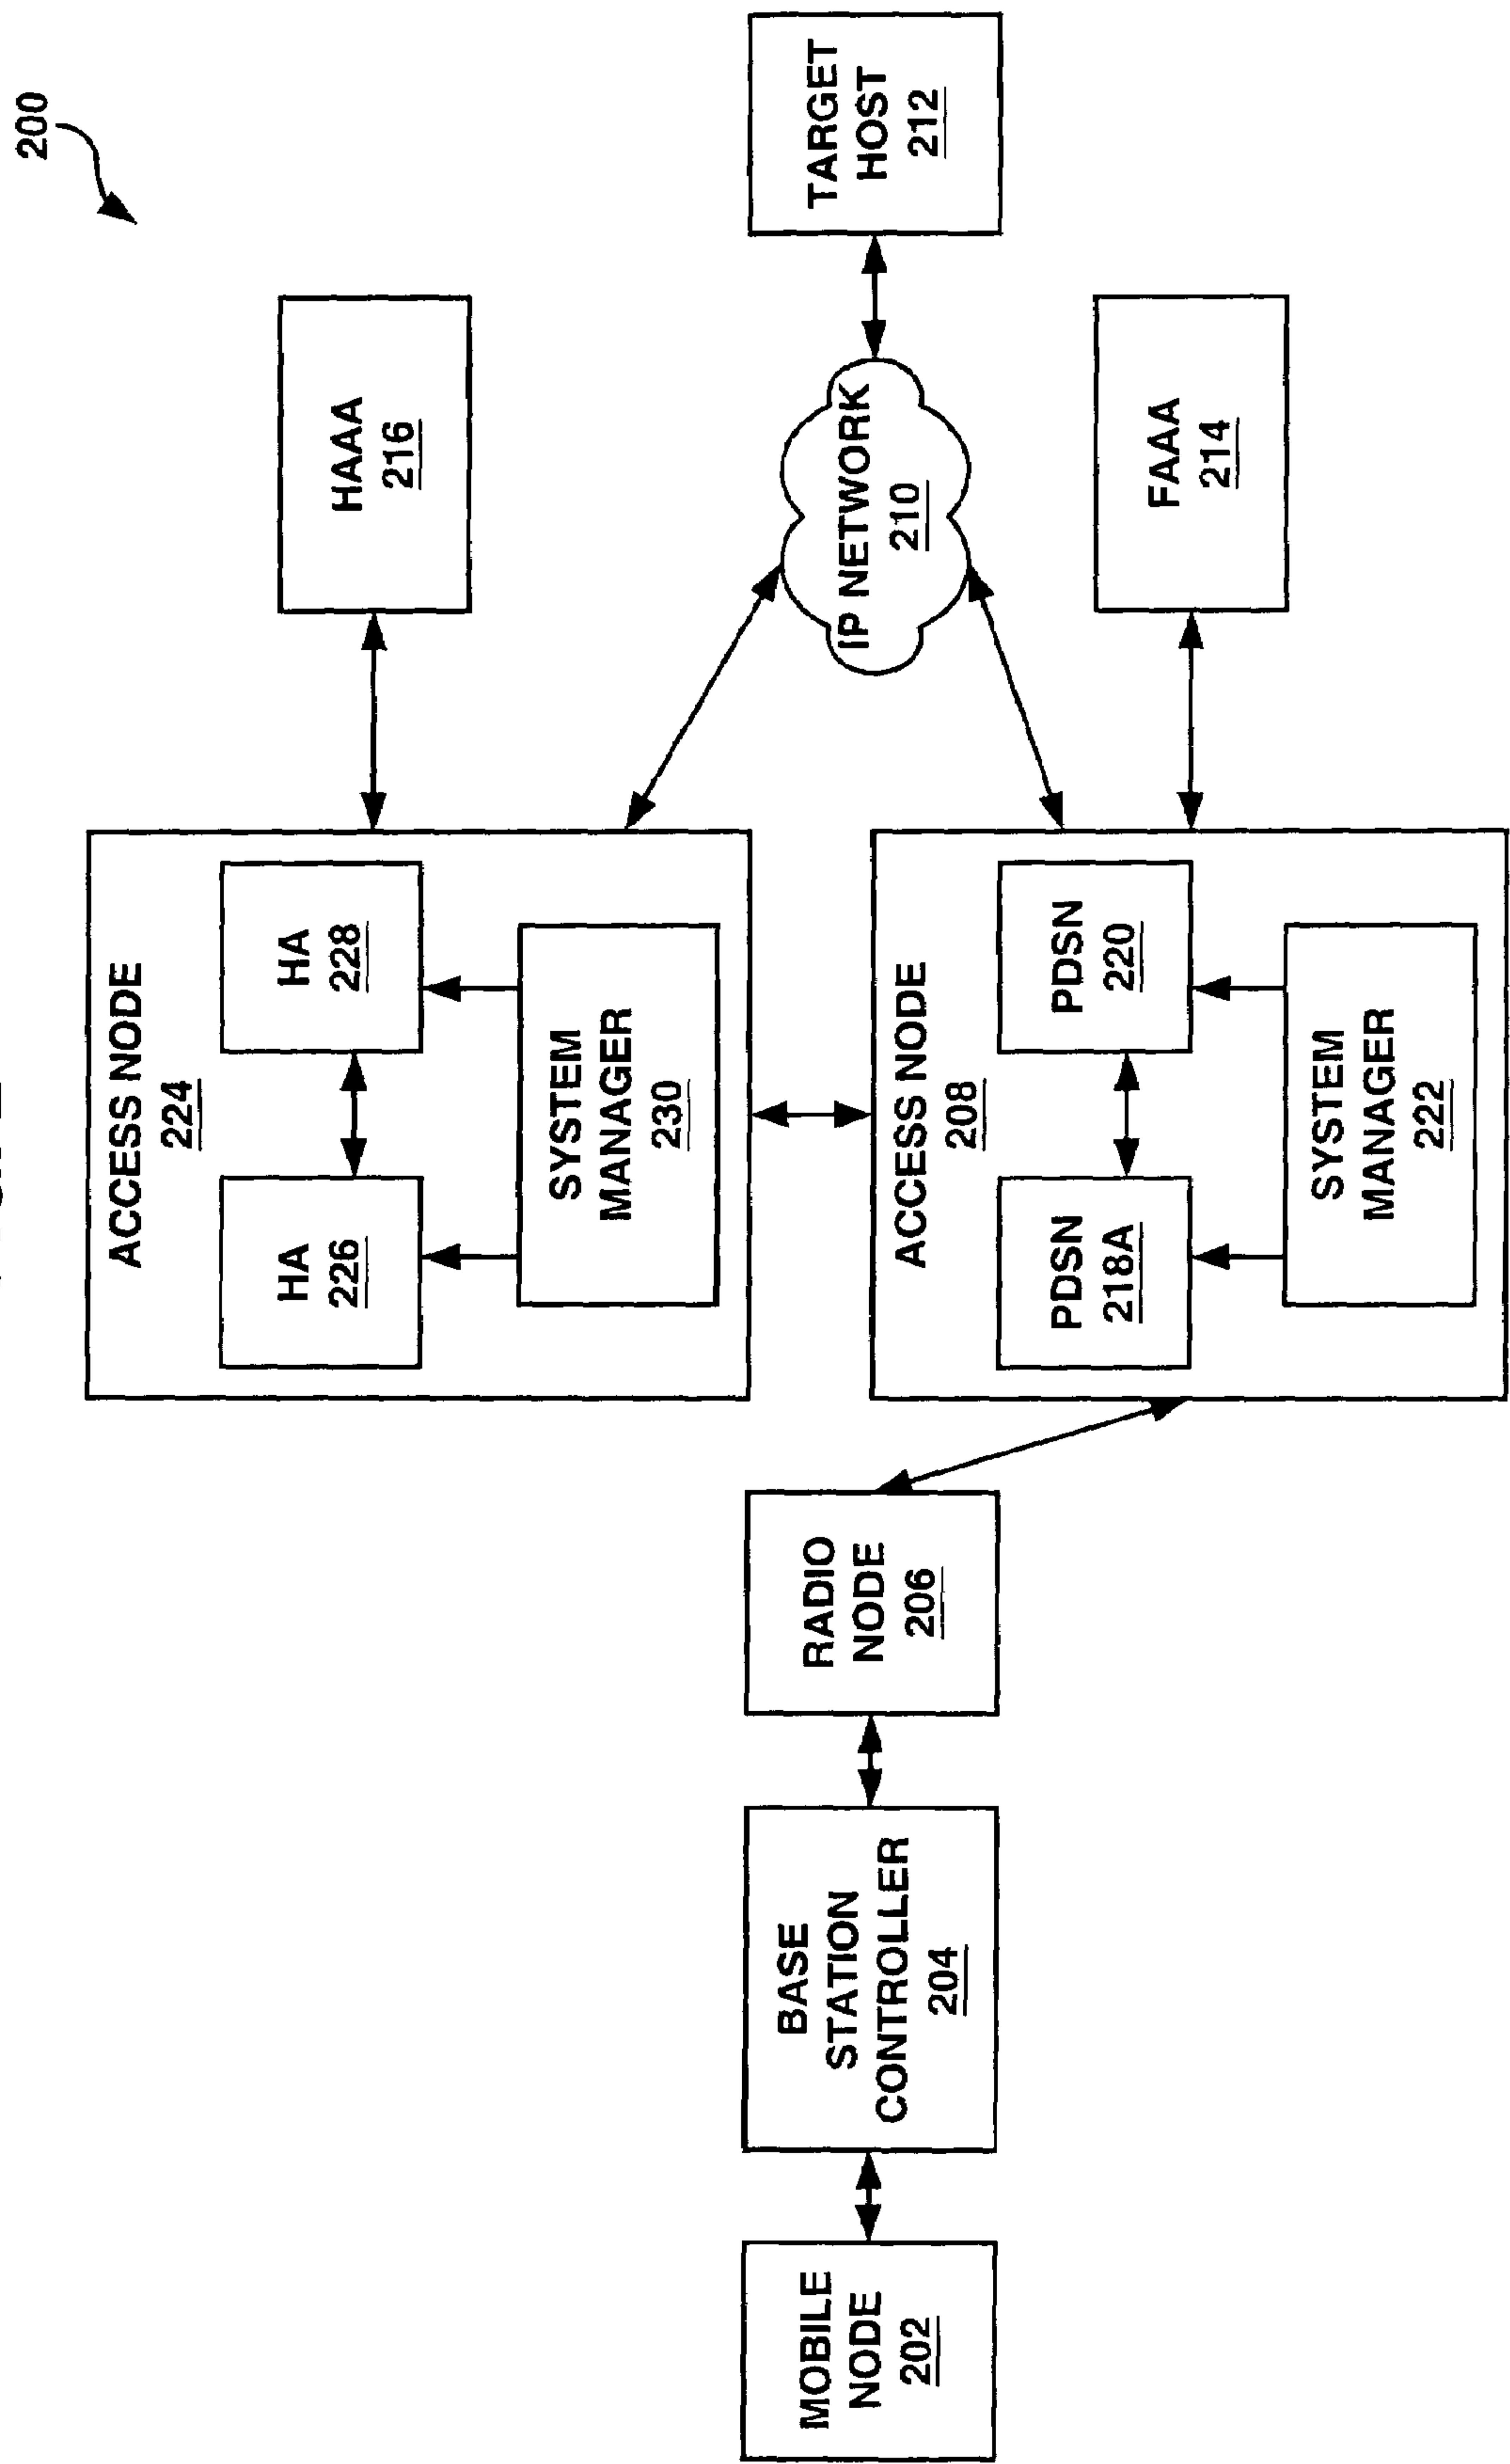 200
HAAA
216
ACCESS NODE
224
HA
226
HA
228
SYSTEM
MANAGER
230
MOBILE
NODE
202
BASE
STATION
CONTROLLER
204
RADIO
NODE
206
IP NETWORK
210
TARGET
HOST
212
ACCESS NODE
208
PDSN
218A
PDSN
220
SYSTEM
MANAGER
222
FAAA
214